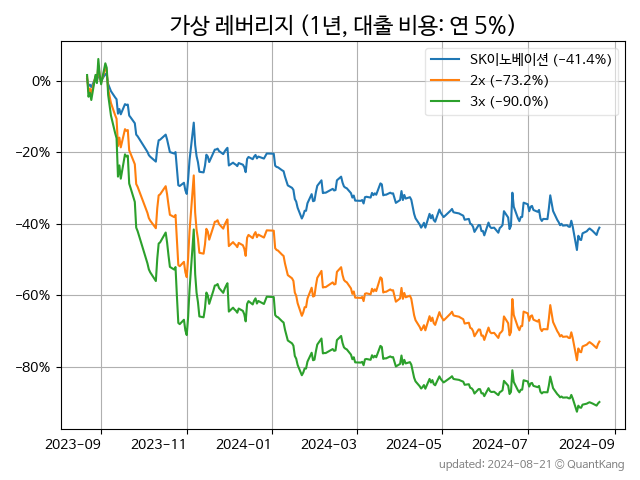 가상 레버리지 (1년, 대출 비용: 연 5%)
SK이노베이션 (−41.4%)
2x (−73.2%)
3x (−90.0%)
0%
−20%
−40%
−60%
−80%
2023-09 2023-11 2024-01 2024-03 2024-05 2024-07 2024-09
updated: 2024-08-21 © QuantKang